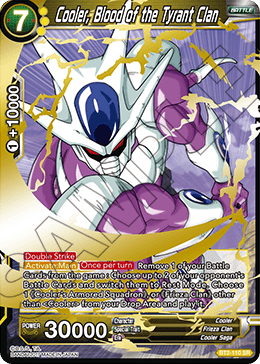 7
Cooler, Blood of the Tyrant Clan
BATTLE
1 +10000
Double Strike
Activate: Main Once per turn Remove 1 of your Battle
Cards from the game : Choose up to 2 of your opponent's
Battle Cards and switch them to Rest Mode. Choose
1 ‹Cooler's Armored Squadron›, or ‹Frieza Clan› other
than ‹Cooler› from your Drop Area and play it.
POWER 30000
Character Cooler
Special Trait Frieza Clan
Era Cooler Saga
BT2-110 SR